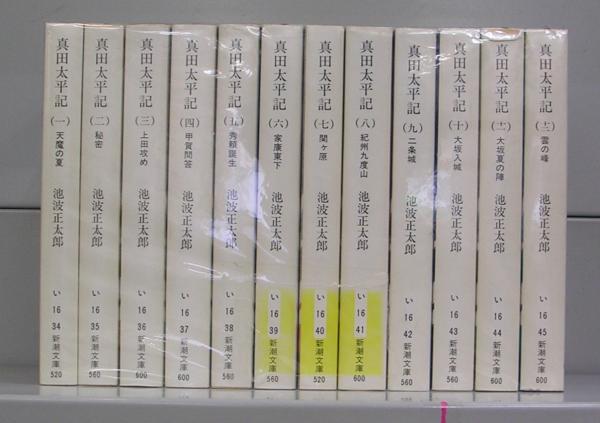 真田太平記
(一)天魔の夏
池波正太郎
い
16
34
新潮文庫
520
真田太平記
(二)秘密
池波正太郎
い
16
35
新潮文庫
560
真田太平記
(三)上田攻め
池波正太郎
い
16
36
新潮文庫
600
真田太平記
(四)甲賀問答
池波正太郎
い
16
37
新潮文庫
600
真田太平記
(五)秀頼誕生
池波正太郎
い
16
38
新潮文庫
560
真田太平記
(六)家康東下
池波正太郎
い
16
39
新潮文庫
560
真田太平記
(七)関ヶ原
池波正太郎
い
16
40
新潮文庫
520
真田太平記
(八)紀州九度山
池波正太郎
い
16
41
新潮文庫
600
真田太平記
(九)二条城
池波正太郎
い
16
42
新潮文庫
560
真田太平記
(十)大坂入城
池波正太郎
い
16
43
新潮文庫
560
真田太平記
(十一)大坂夏の陣
池波正太郎
い
16
44
新潮文庫
600
真田太平記
(十二)雲の峰
池波正太郎
い
16
45
新潮文庫
600